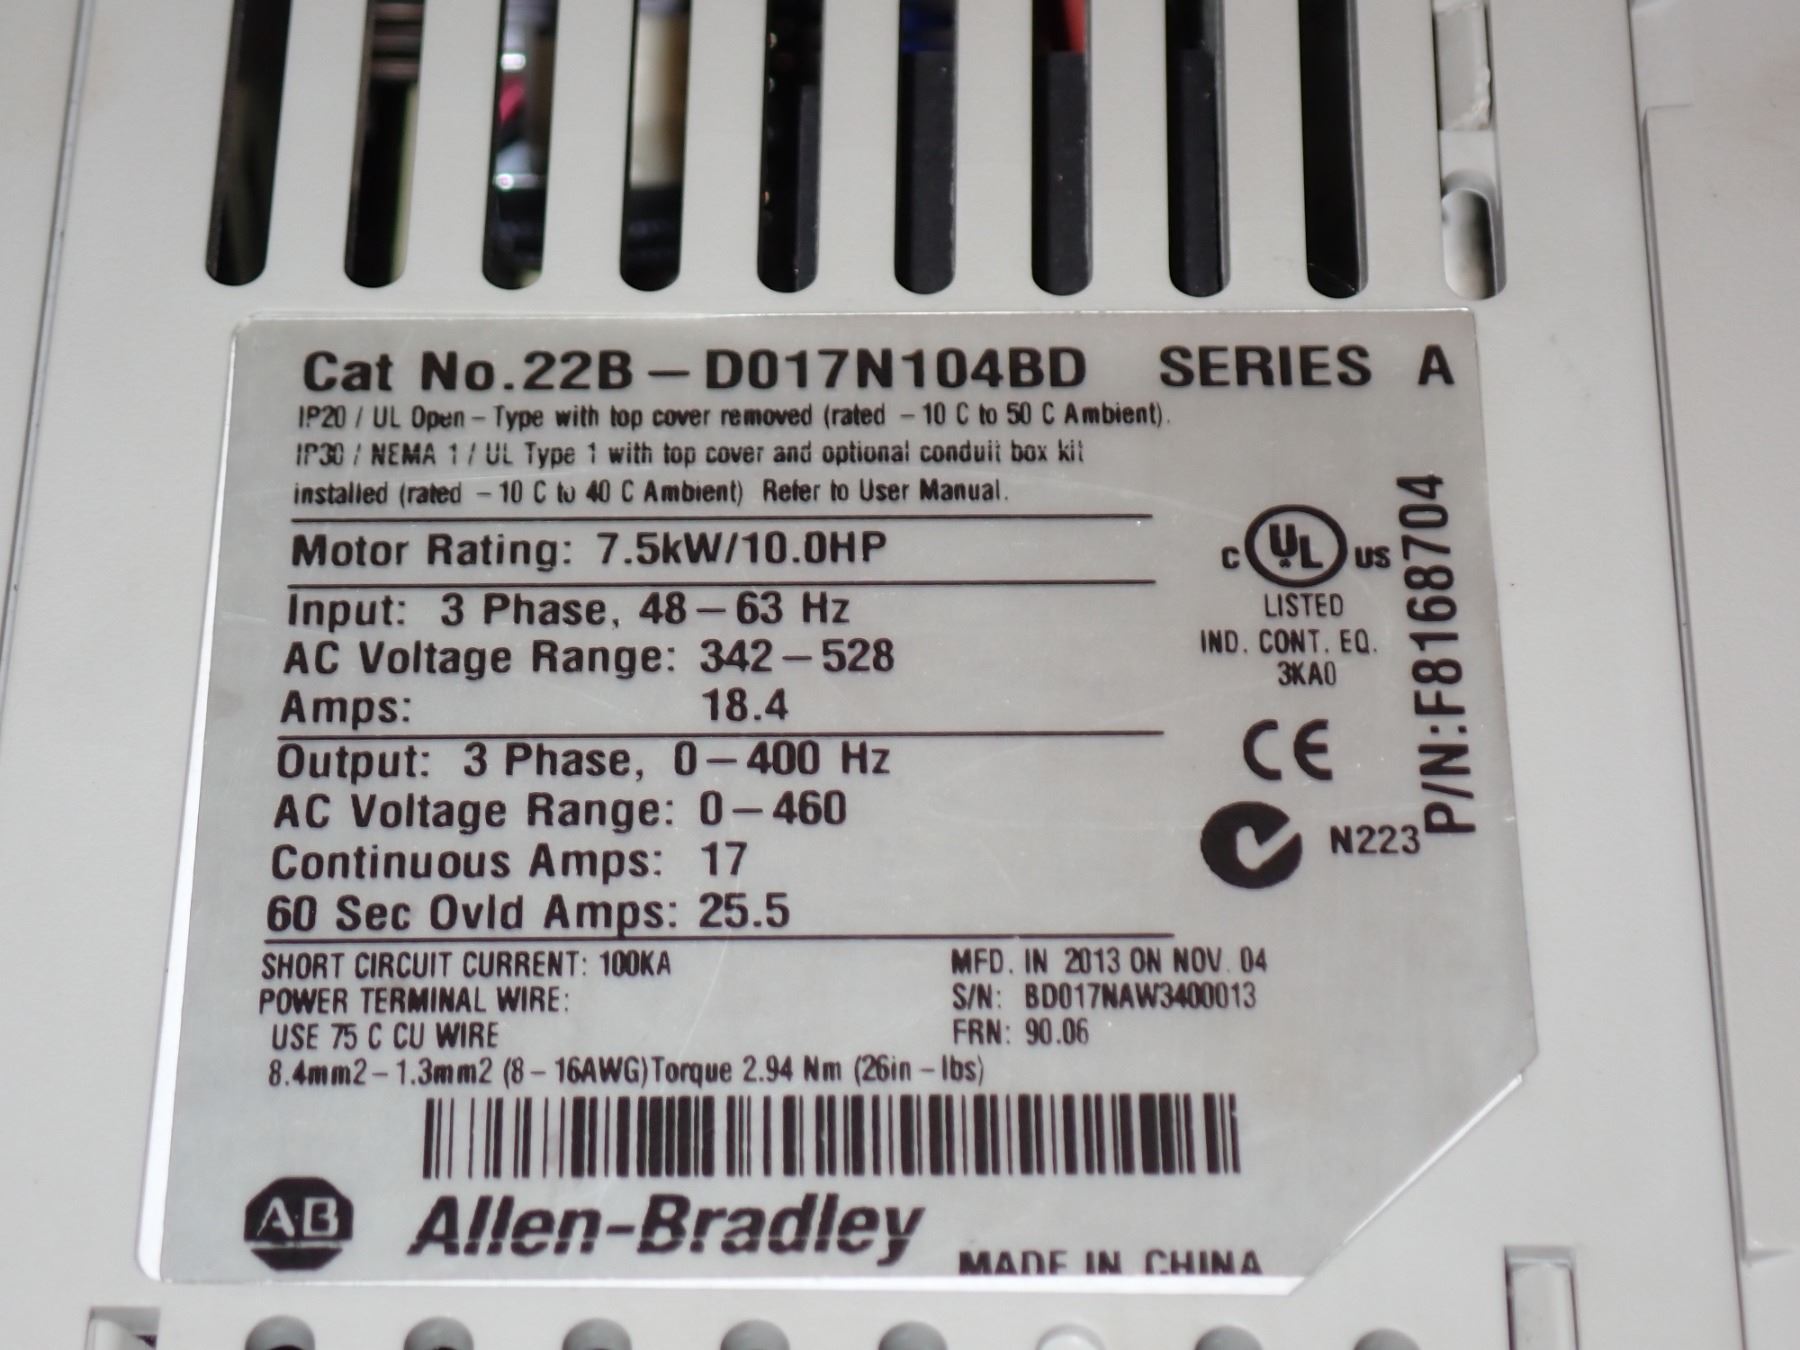 Cat No.22B-D017N104BD SERIES A
IP20 / UL Open-Type with top cover removed (rated -10 C to 50 C Ambient).
IP30 / NEMA 1 / UL Type 1 with top cover and optional conduit box kit
installed (rated -10 C to 40 C Ambient) Refer to User Manual.
Motor Rating: 7.5kW/10.0HP
Input: 3 Phase, 48-63 Hz
AC Voltage Range: 342-528
Amps: 18.4
Output: 3 Phase, 0-400 Hz
AC Voltage Range: 0-460
Continuous Amps: 17
60 Sec Ovld Amps: 25.5
C UL US
LISTED
IND. CONT. EQ.
3KA0
CE
N223
P/N:F8168704
SHORT CIRCUIT CURRENT: 100KA
POWER TERMINAL WIRE:
USE 75 C CU WIRE
8.4mm2-1.3mm2 (8-16AWG)Torque 2.94 Nm (26in-lbs)
MFD. IN 2013 ON NOV. 04
S/N: BD017NAW3400013
FRN: 90.06
AB Allen-Bradley
MADE IN CHINA